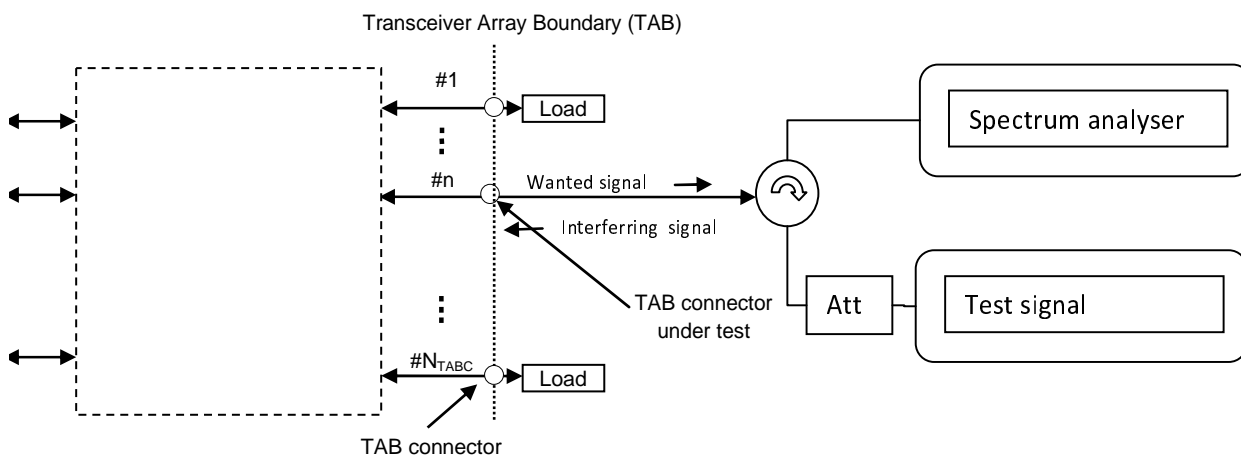 Transceiver Array Boundary (TAB)
#1
Load
Spectrum analyser
#n
Wanted signal
Interferring signal
TAB connector
under test
Att
Test signal
#NTABC
Load
TAB connector